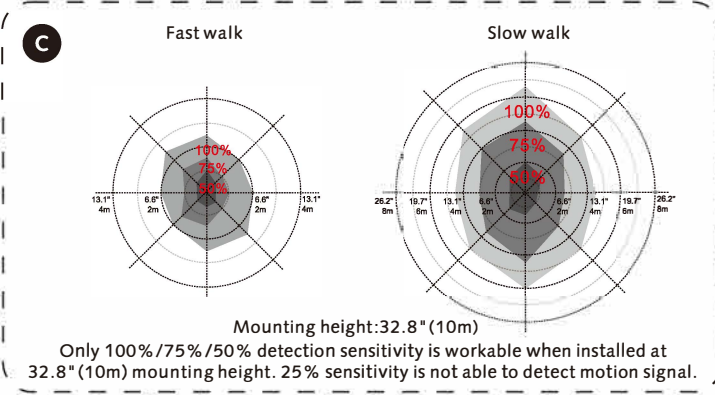 C
Fast walk
Slow walk
100%
75%
50%
13.1" 4m
6.6" 2m
6.6" 2m
13.1" 4m
100%
75%
50%
26.2" 8m
19.7" 6m
13.1" 4m
6.6" 2m
6.6" 2m
13.1" 4m
19.7" 6m
26.2" 8m
Mounting height:32.8"(10m)
Only 100%/75%/50% detection sensitivity is workable when installed at
32.8"(10m) mounting height. 25% sensitivity is not able to detect motion signal.